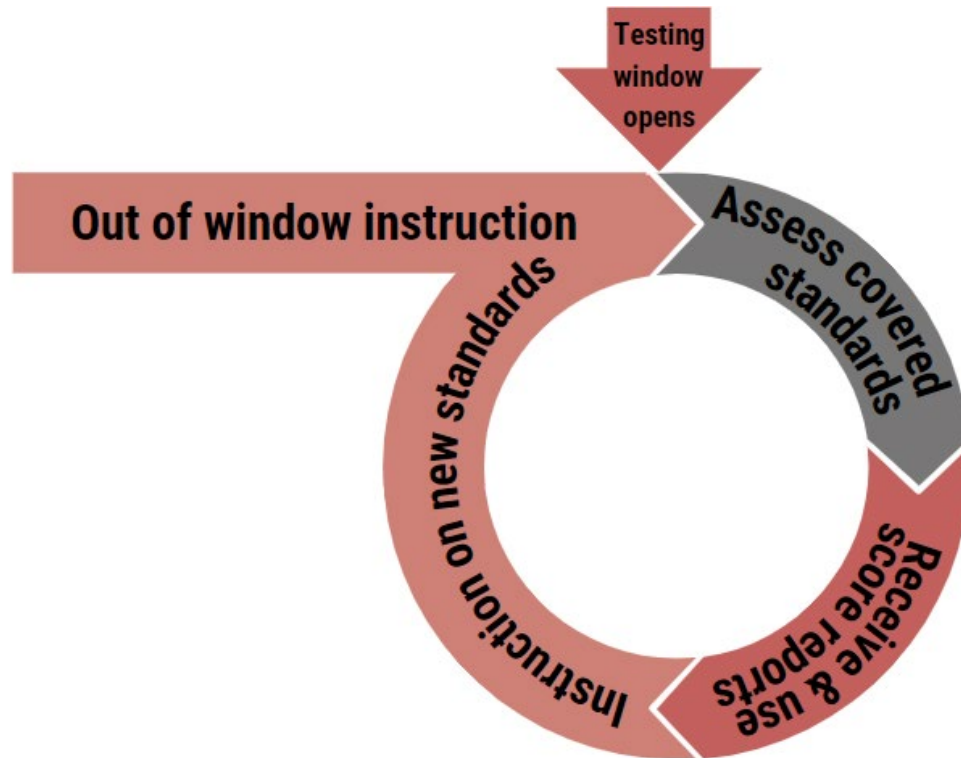 Testing
window
opens
Out of window instruction
Assess covered
standards
Receive & use
score reports
Instruction on new standards